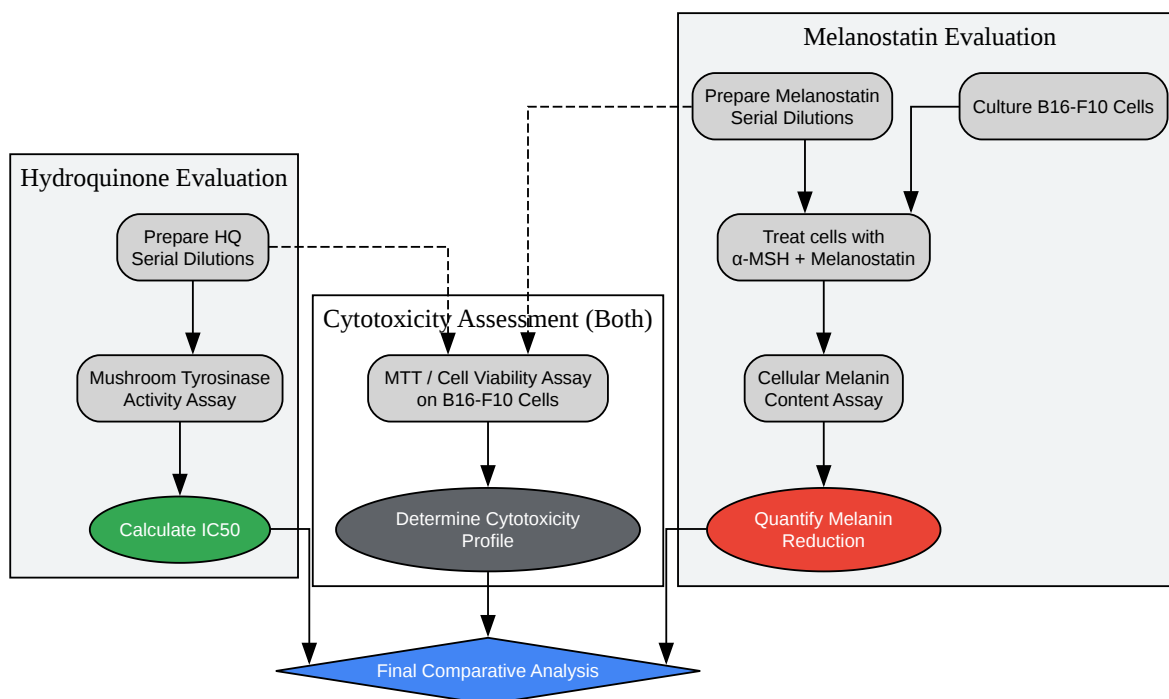 Melanostatin Evaluation
Prepare Melanostatin
Serial Dilutions
Culture B16-F10 Cells
Hydroquinone Evaluation
Prepare HQ
Serial Dilutions
Treat cells with
α-MSH + Melanostatin
Cytotoxicity Assessment (Both)
Mushroom Tyrosinase
Activity Assay
MTT / Cell Viability Assay
on B16-F10 Cells
Cellular Melanin
Content Assay
Calculate IC50
Determine Cytotoxicity
Profile
Quantify Melanin
Reduction
Final Comparative Analysis